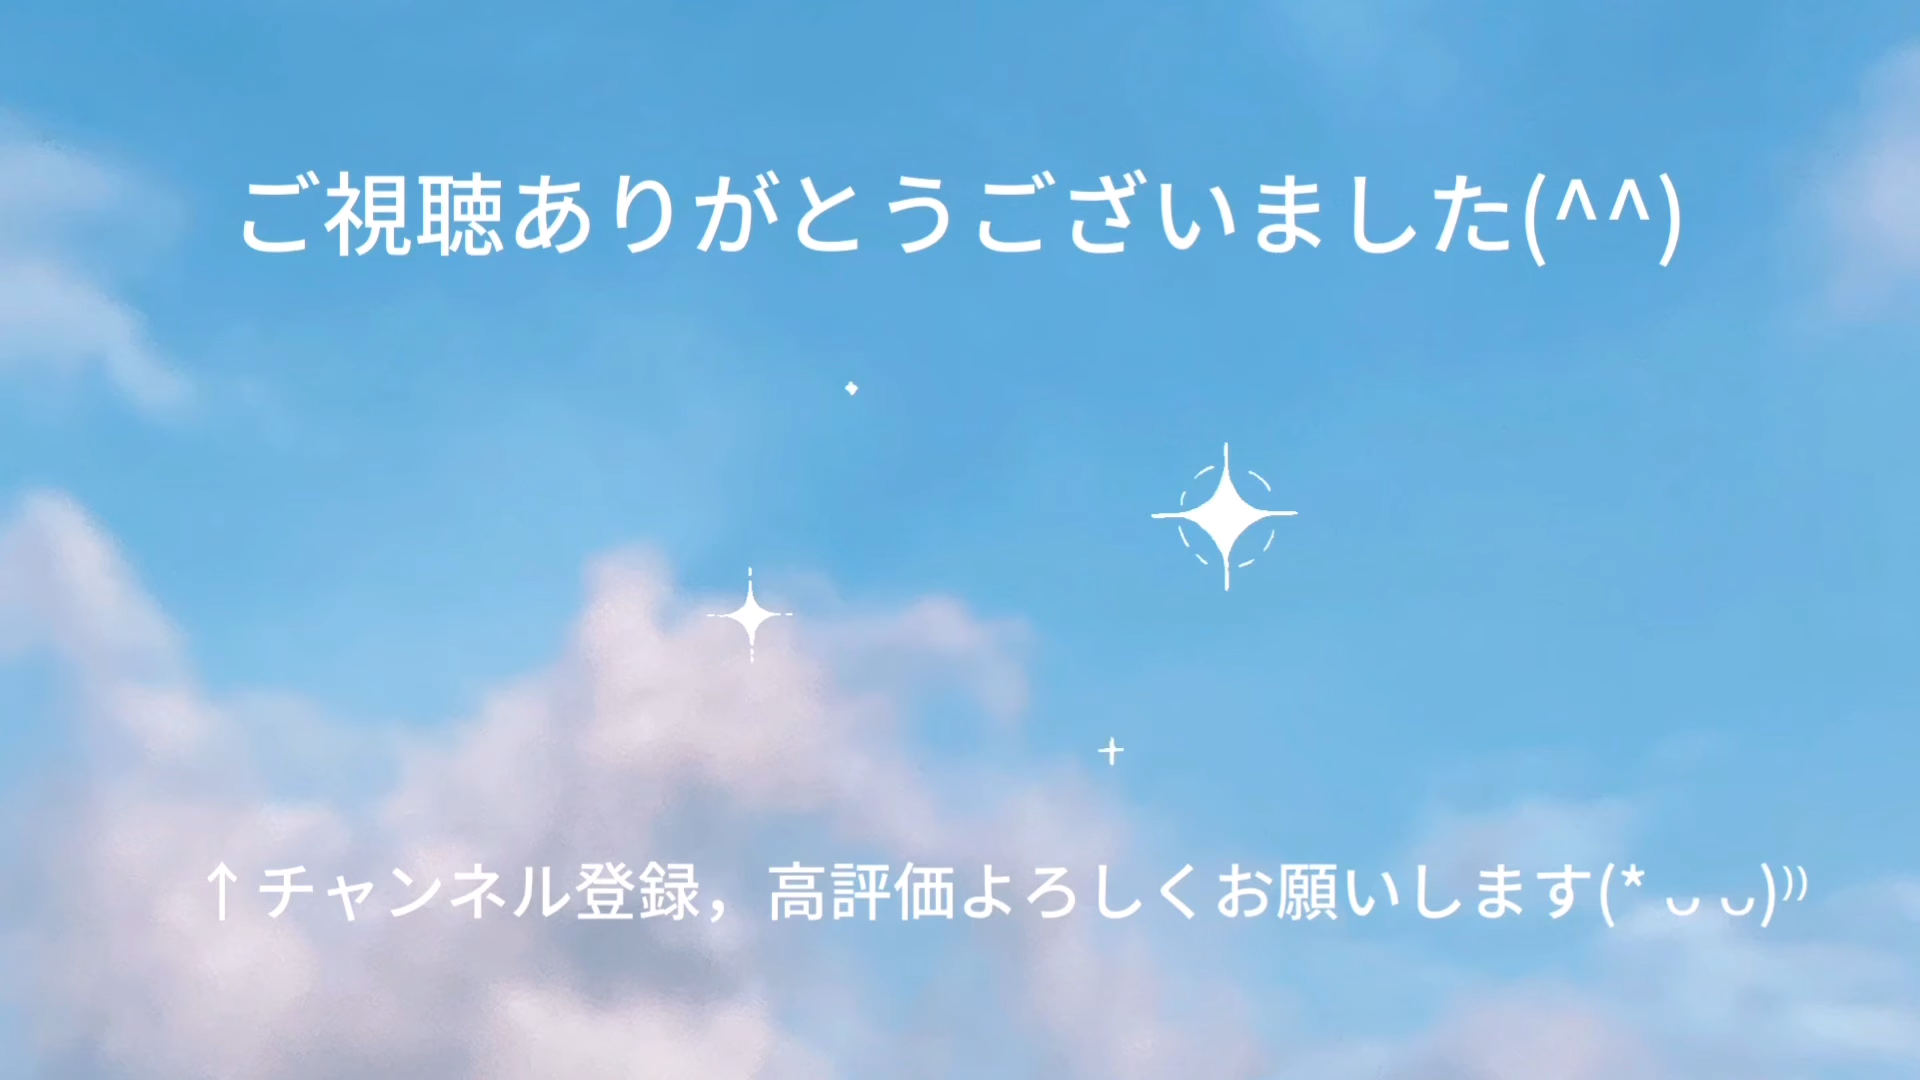 ご視聴ありがとうございました(^^)
↑チャンネル登録，高評価よろしくお願いします(* ᴗ ᴗ)⁾⁾